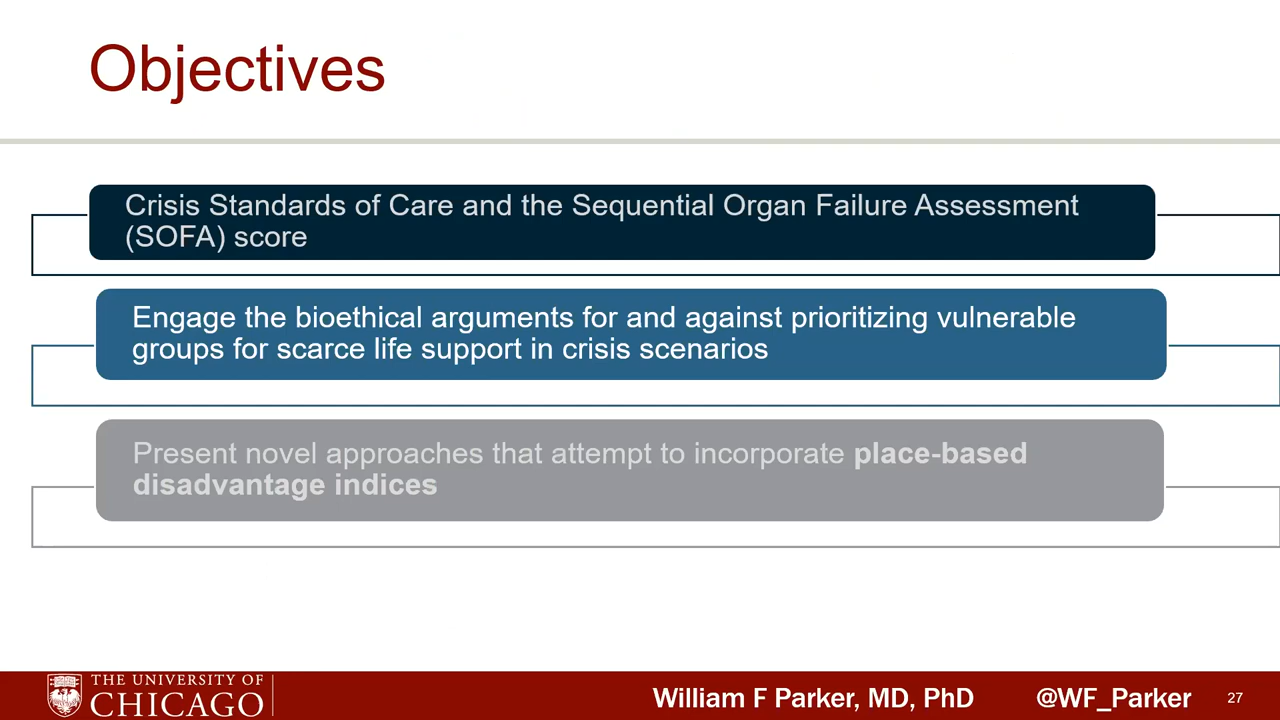 Objectives
Crisis Standards of Care and the Sequential Organ Failure Assessment
(SOFA) score
Engage the bioethical arguments for and against prioritizing vulnerable
groups for scarce life support in crisis scenarios
Present novel approaches that attempt to incorporate place-based
disadvantage indices
THE UNIVERSITY OF
CHICAGO
William F Parker, MD, PhD
@WF_Parker
27